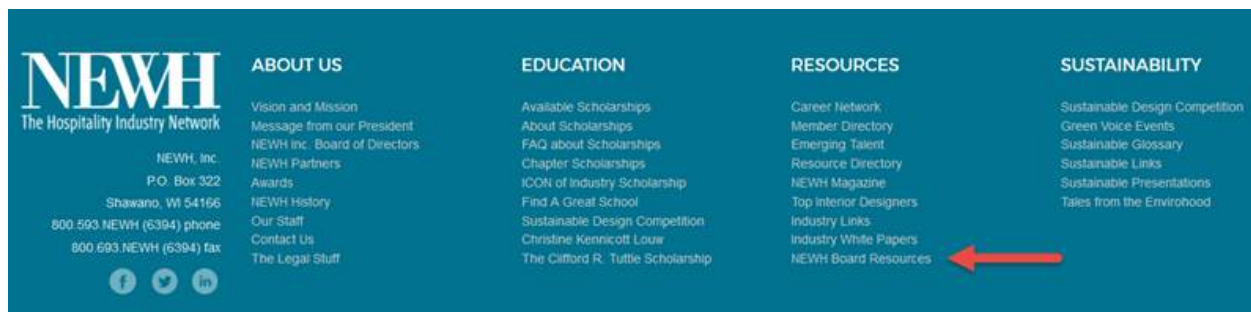 NEWH
The Hospitality Industry Network
NEWH, Inc.
P.O. Box 322
Shawano, WI 54166
800.593.NEWH (6394) phone
800.693.NEWH (6394) fax
ABOUT US
Vision and Mission
Message from our President
NEWH Inc. Board of Directors
NEWH Partners
Awards
NEWH History
Our Staff
Contact Us
The Legal Stuff
EDUCATION
Available Scholarships
About Scholarships
FAQ about Scholarships
Chapter Scholarships
ICON of Industry Scholarship
Find A Great School
Sustainable Design Competition
Christine Kennicott Louw
The Clifford R. Tuttle Scholarship
RESOURCES
Career Network
Member Directory
Emerging Talent
Resource Directory
NEWH Magazine
Top Interior Designers
Industry Links
Industry White Papers
NEWH Board Resources
SUSTAINABILITY
Sustainable Design Competition
Green Voice Events
Sustainable Glossary
Sustainable Links
Sustainable Presentations
Tales from the Envirohood